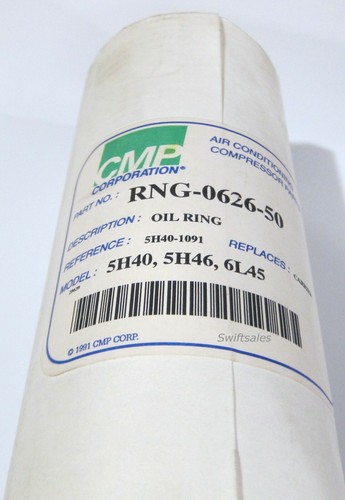 CMP
CORPORATION®
AIR CONDITIONING
COMPRESSOR
PART NO.: RNG-0626-50
DESCRIPTION: OIL RING
REFERENCE: 5H40-1091 REPLACES:
MODEL: 5H40, 5H46, 6L45
Swiftsales
© 1991 CMP CORP.